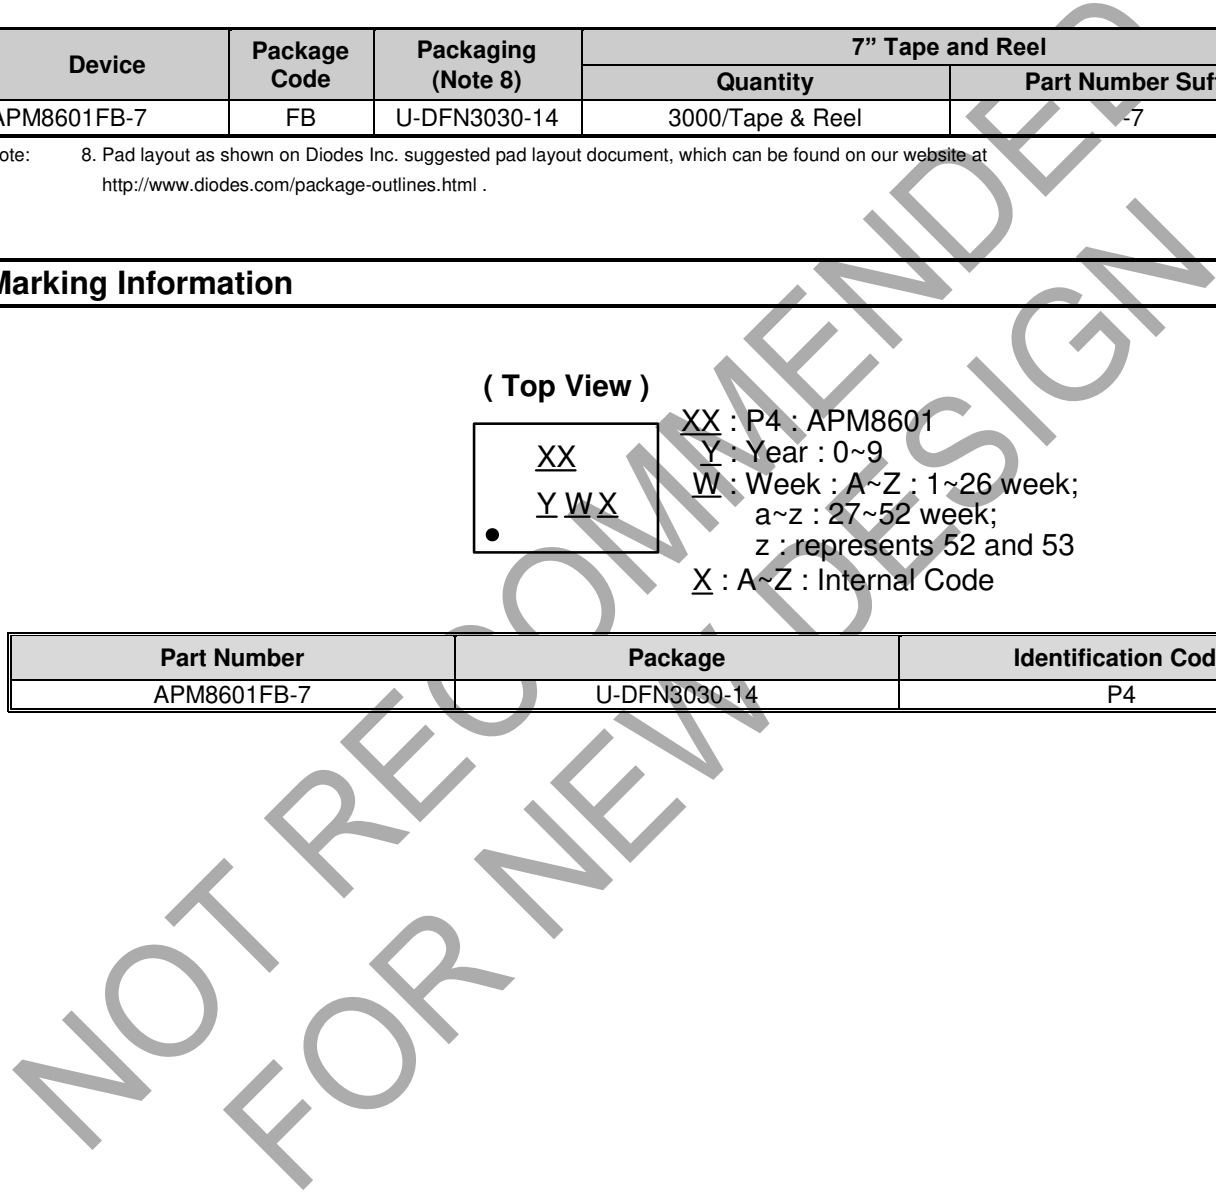 Device Package Code Packaging (Note 8) 7” Tape and Reel
Quantity Part Number Suf
APM8601FB-7 FB U-DFN3030-14 3000/Tape & Reel -7
ote: 8. Pad layout as shown on Diodes Inc. suggested pad layout document, which can be found on our website at
http://www.diodes.com/package-outlines.html .
Marking Information
( Top View )
XX
Y W X
XX : P4 : APM8601
Y : Year : 0~9
W : Week : A~Z : 1~26 week;
a~z : 27~52 week;
z : represents 52 and 53
X : A~Z : Internal Code
Part Number Package Identification Cod
APM8601FB-7 U-DFN3030-14 P4
NOT RECOMMENDED
FOR NEW DESIGN